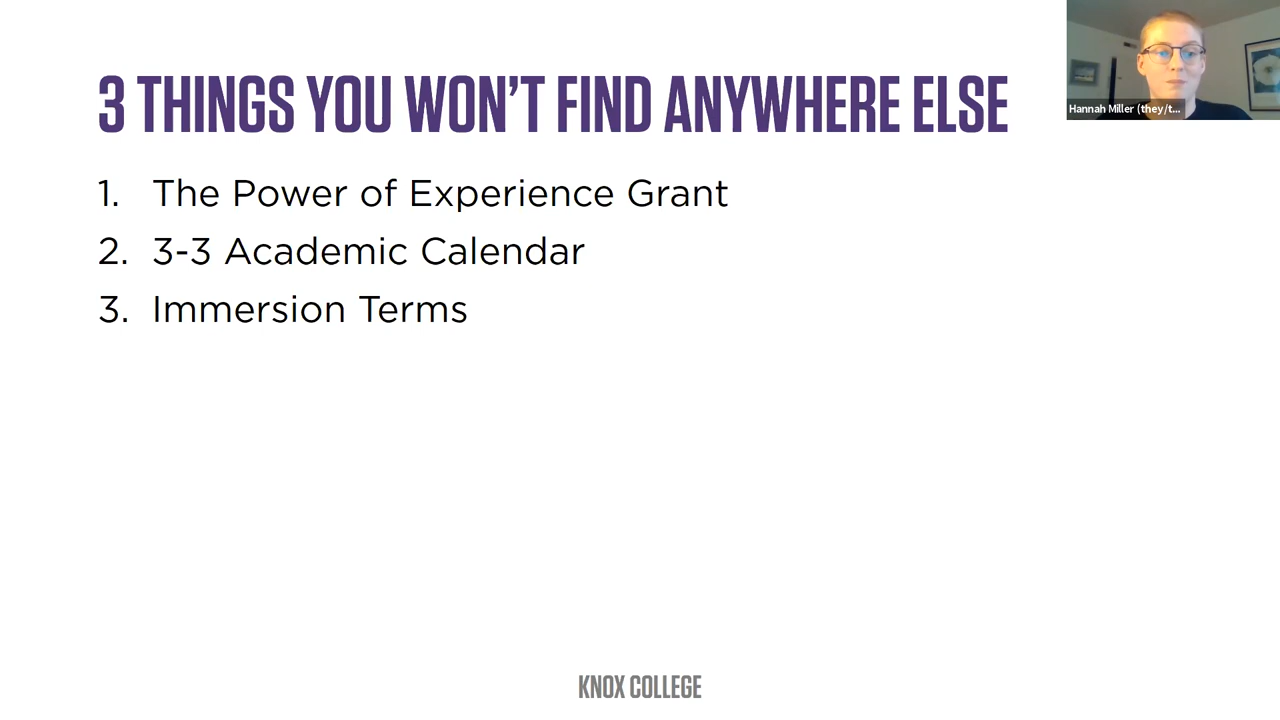 3 THINGS YOU WON'T FIND ANYWHERE ELSE
Hannah Miller (they/t...
1. The Power of Experience Grant
2. 3-3 Academic Calendar
3. Immersion Terms
KNOX COLLEGE